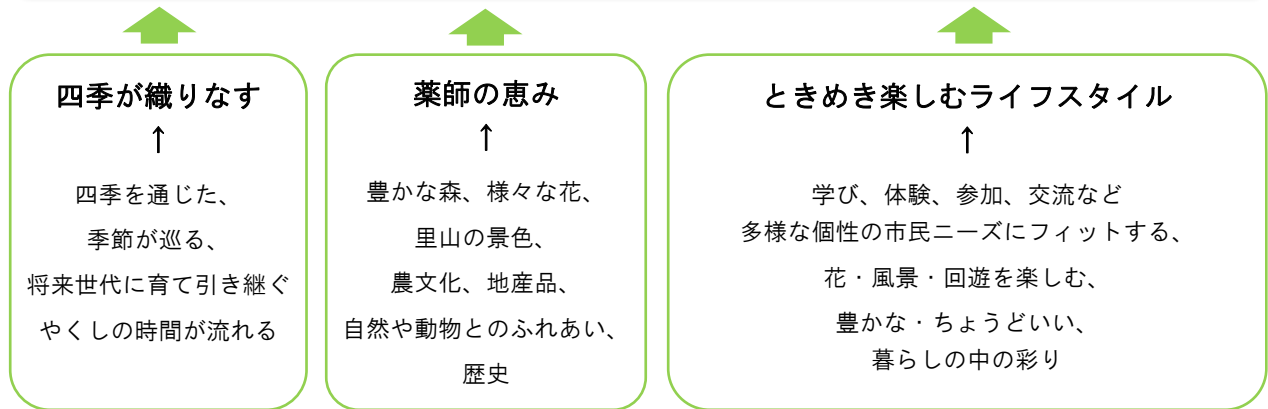 四季が織りなす
↑
四季を通じた、
季節が巡る、
将来世代に育て引き継ぐ
やくしの時間が流れる
薬師の恵み
↑
豊かな森、様々な花、
里山の景色、
農文化、地産品、
自然や動物とのふれあい、
歴史
ときめき楽しむライフスタイル
↑
学び、体験、参加、交流など
多様な個性の市民ニーズにフィットする、
花・風景・回遊を楽しむ、
豊かな・ちょうどいい、
暮らしの中の彩り